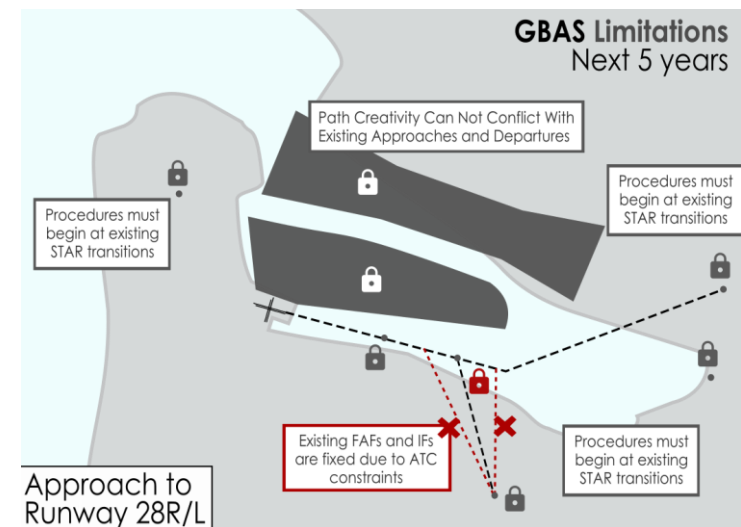 GBAS Limitations
Next 5 years
Path Creativity Can Not Conflict With
Existing Approaches and Departures
Procedures must
begin at existing
STAR transitions
Procedures must
begin at existing
STAR transitions
Existing FAFs and IFs
are fixed due to ATC
constraints
Procedures must
begin at existing
STAR transitions
Approach to
Runway 28R/L